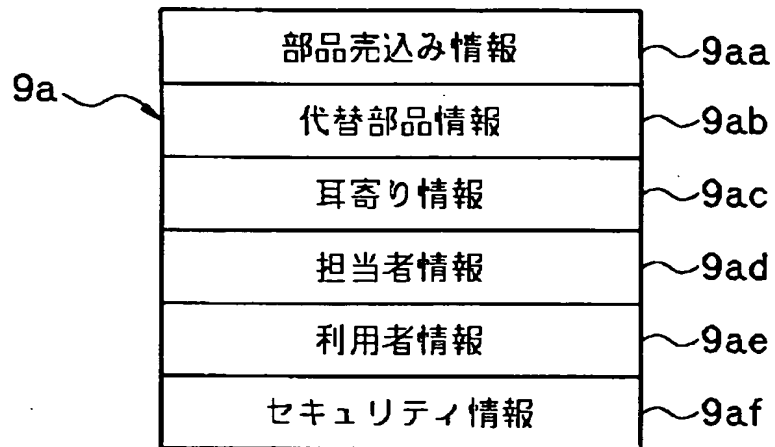 部品売込み情報 9aa
9a
代替部品情報 9ab
耳寄り情報 9ac
担当者情報 9ad
利用者情報 9ae
セキュリティ情報 9af